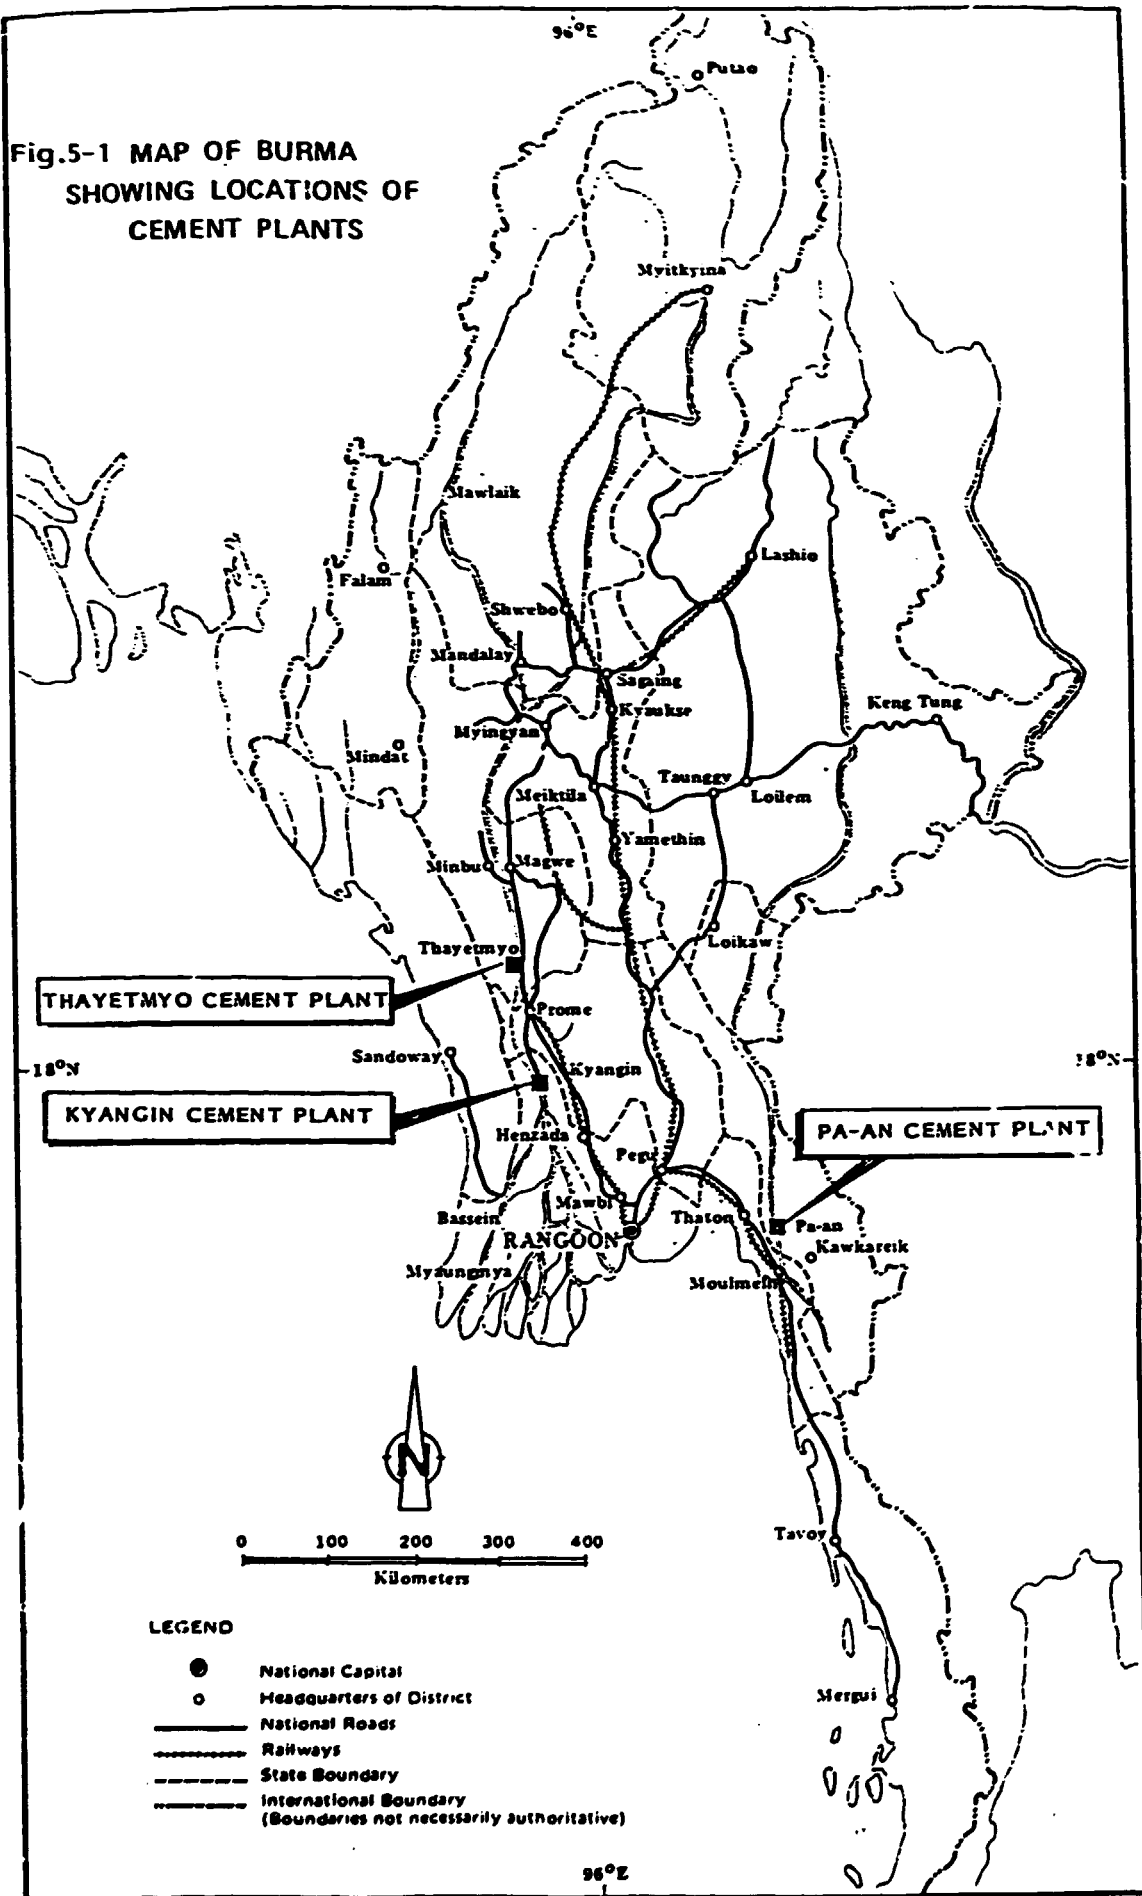 96°E
Putao
Fig.5-1 MAP OF BURMA
SHOWING LOCATIONS OF
CEMENT PLANTS
Myitkyina
Mawlaik
Lashio
Falam
Shwebo
Mandalay
Sagaing
Kyaukse
Keng Tung
Myingyan
Mindat
Taunggy
Meiktila
Loilem
Yamethin
Minbu
Magwe
Loikaw
Thayetmyo
THAYETMYO CEMENT PLANT
Prome
Sandoway
18°N
18°N
Kyangin
KYANGIN CEMENT PLANT
PA-AN CEMENT PLANT
Henzada
Pegu
Mawbi
Bassein
Thaton
Pa-an
RANGOON
Kawkareik
Myaungmya
Moulmein
N
0 100 200 300 400
Kilometers
Tavoy
LEGEND
National Capital
Headquarters of District
National Roads
Railways
State Boundary
International Boundary
(Boundaries not necessarily authoritative)
Mergui
96°E